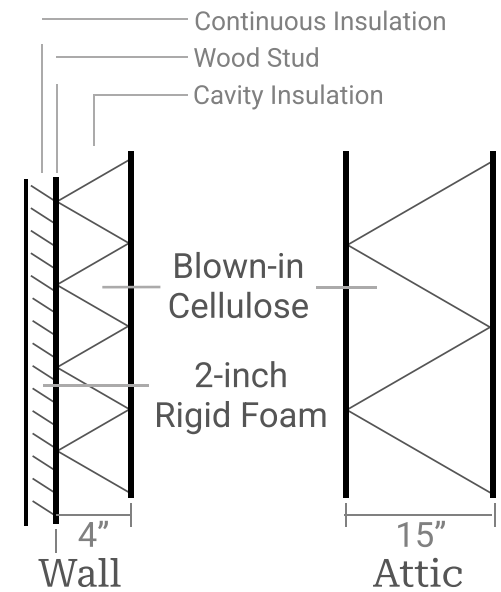 Continuous Insulation
Wood Stud
Cavity Insulation
Blown-in
Cellulose
2-inch
Rigid Foam
4”
15”
Wall
Attic